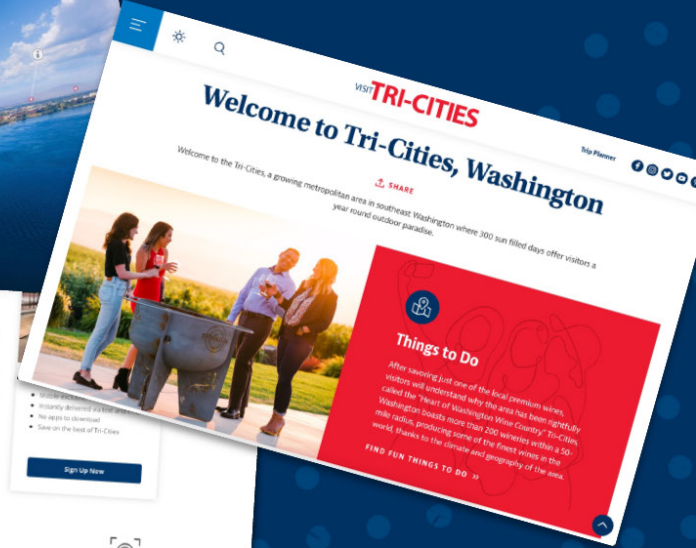 VISIT TRI-CITIES
Trip Planner
Welcome to Tri-Cities, Washington
SHARE
Welcome to the Tri-Cities, a growing metropolitan area in southeast Washington where 300 sun filled days offer visitors a
year round outdoor paradise.
Things to Do
After savoring just one of the local premium wines,
visitors will understand why the area has been rightfully
called the "Heart of Washington Wine Country." Tri-Cities,
Washington boasts more than 200 wineries within a 50-
mile radius, producing some of the finest wines in the
world, thanks to the climate and geography of the area.
FIND FUN THINGS TO DO »
Instantly delivered via text and
No apps to download
Save on the best of Tri-Cities
Sign Up Now